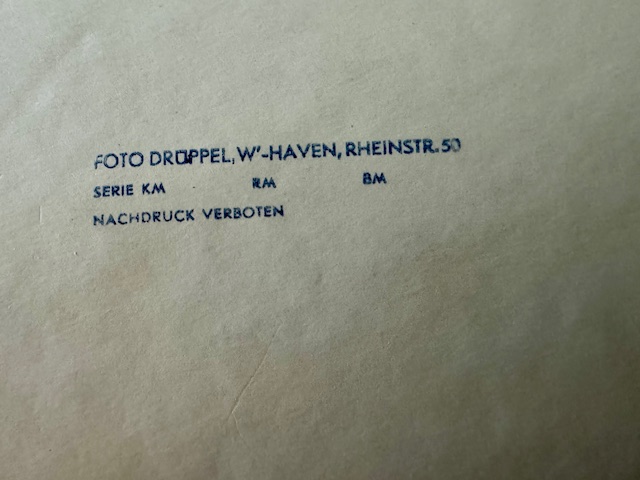 FOTO DRÜPPEL, W'-HAVEN, RHEINSTR. 50
SERIE KM RM BM
NACHDRUCK VERBOTEN